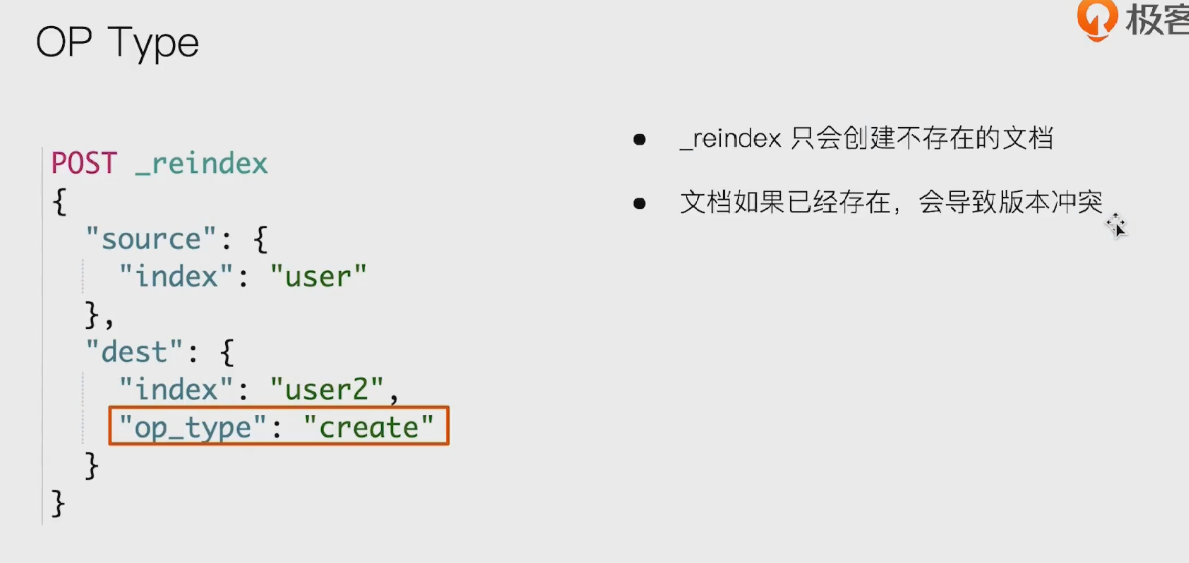 OP Type
极客
POST _reindex
{
  "source": {
    "index": "user"
  },
  "dest": {
    "index": "user2",
    "op_type": "create"
  }
}
● _reindex 只会创建不存在的文档
● 文档如果已经存在，会导致版本冲突